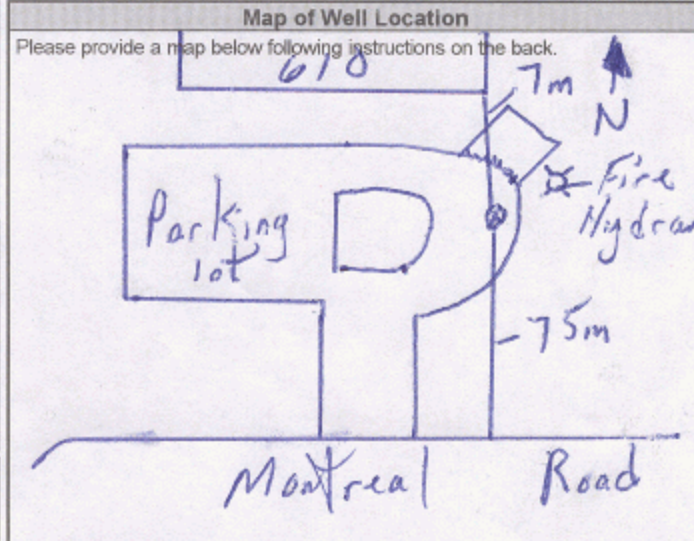 Map of Well Location
Please provide a map below following instructions on the back.
610
7m
N
Fire
Hydran
Parking
lot
75m
Montreal Road